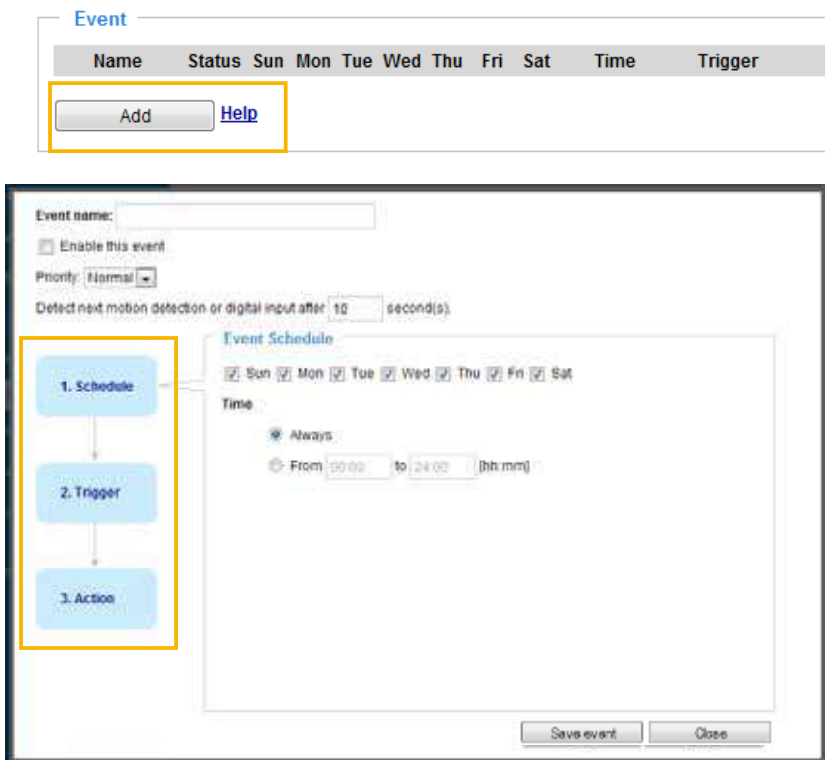 Event
Name Status Sun Mon Tue Wed Thu Fri Sat Time Trigger
Add Help
Event name:
Enable this event
Priority: Normal
Detect next motion detection or digital input after 10 second(s).
Event Schedule
1. Schedule
Sun Mon Tue Wed Thu Fri Sat
Time
Always
From 00:00 to 24:00 [hh:mm]
2. Trigger
3. Action
Save event Close